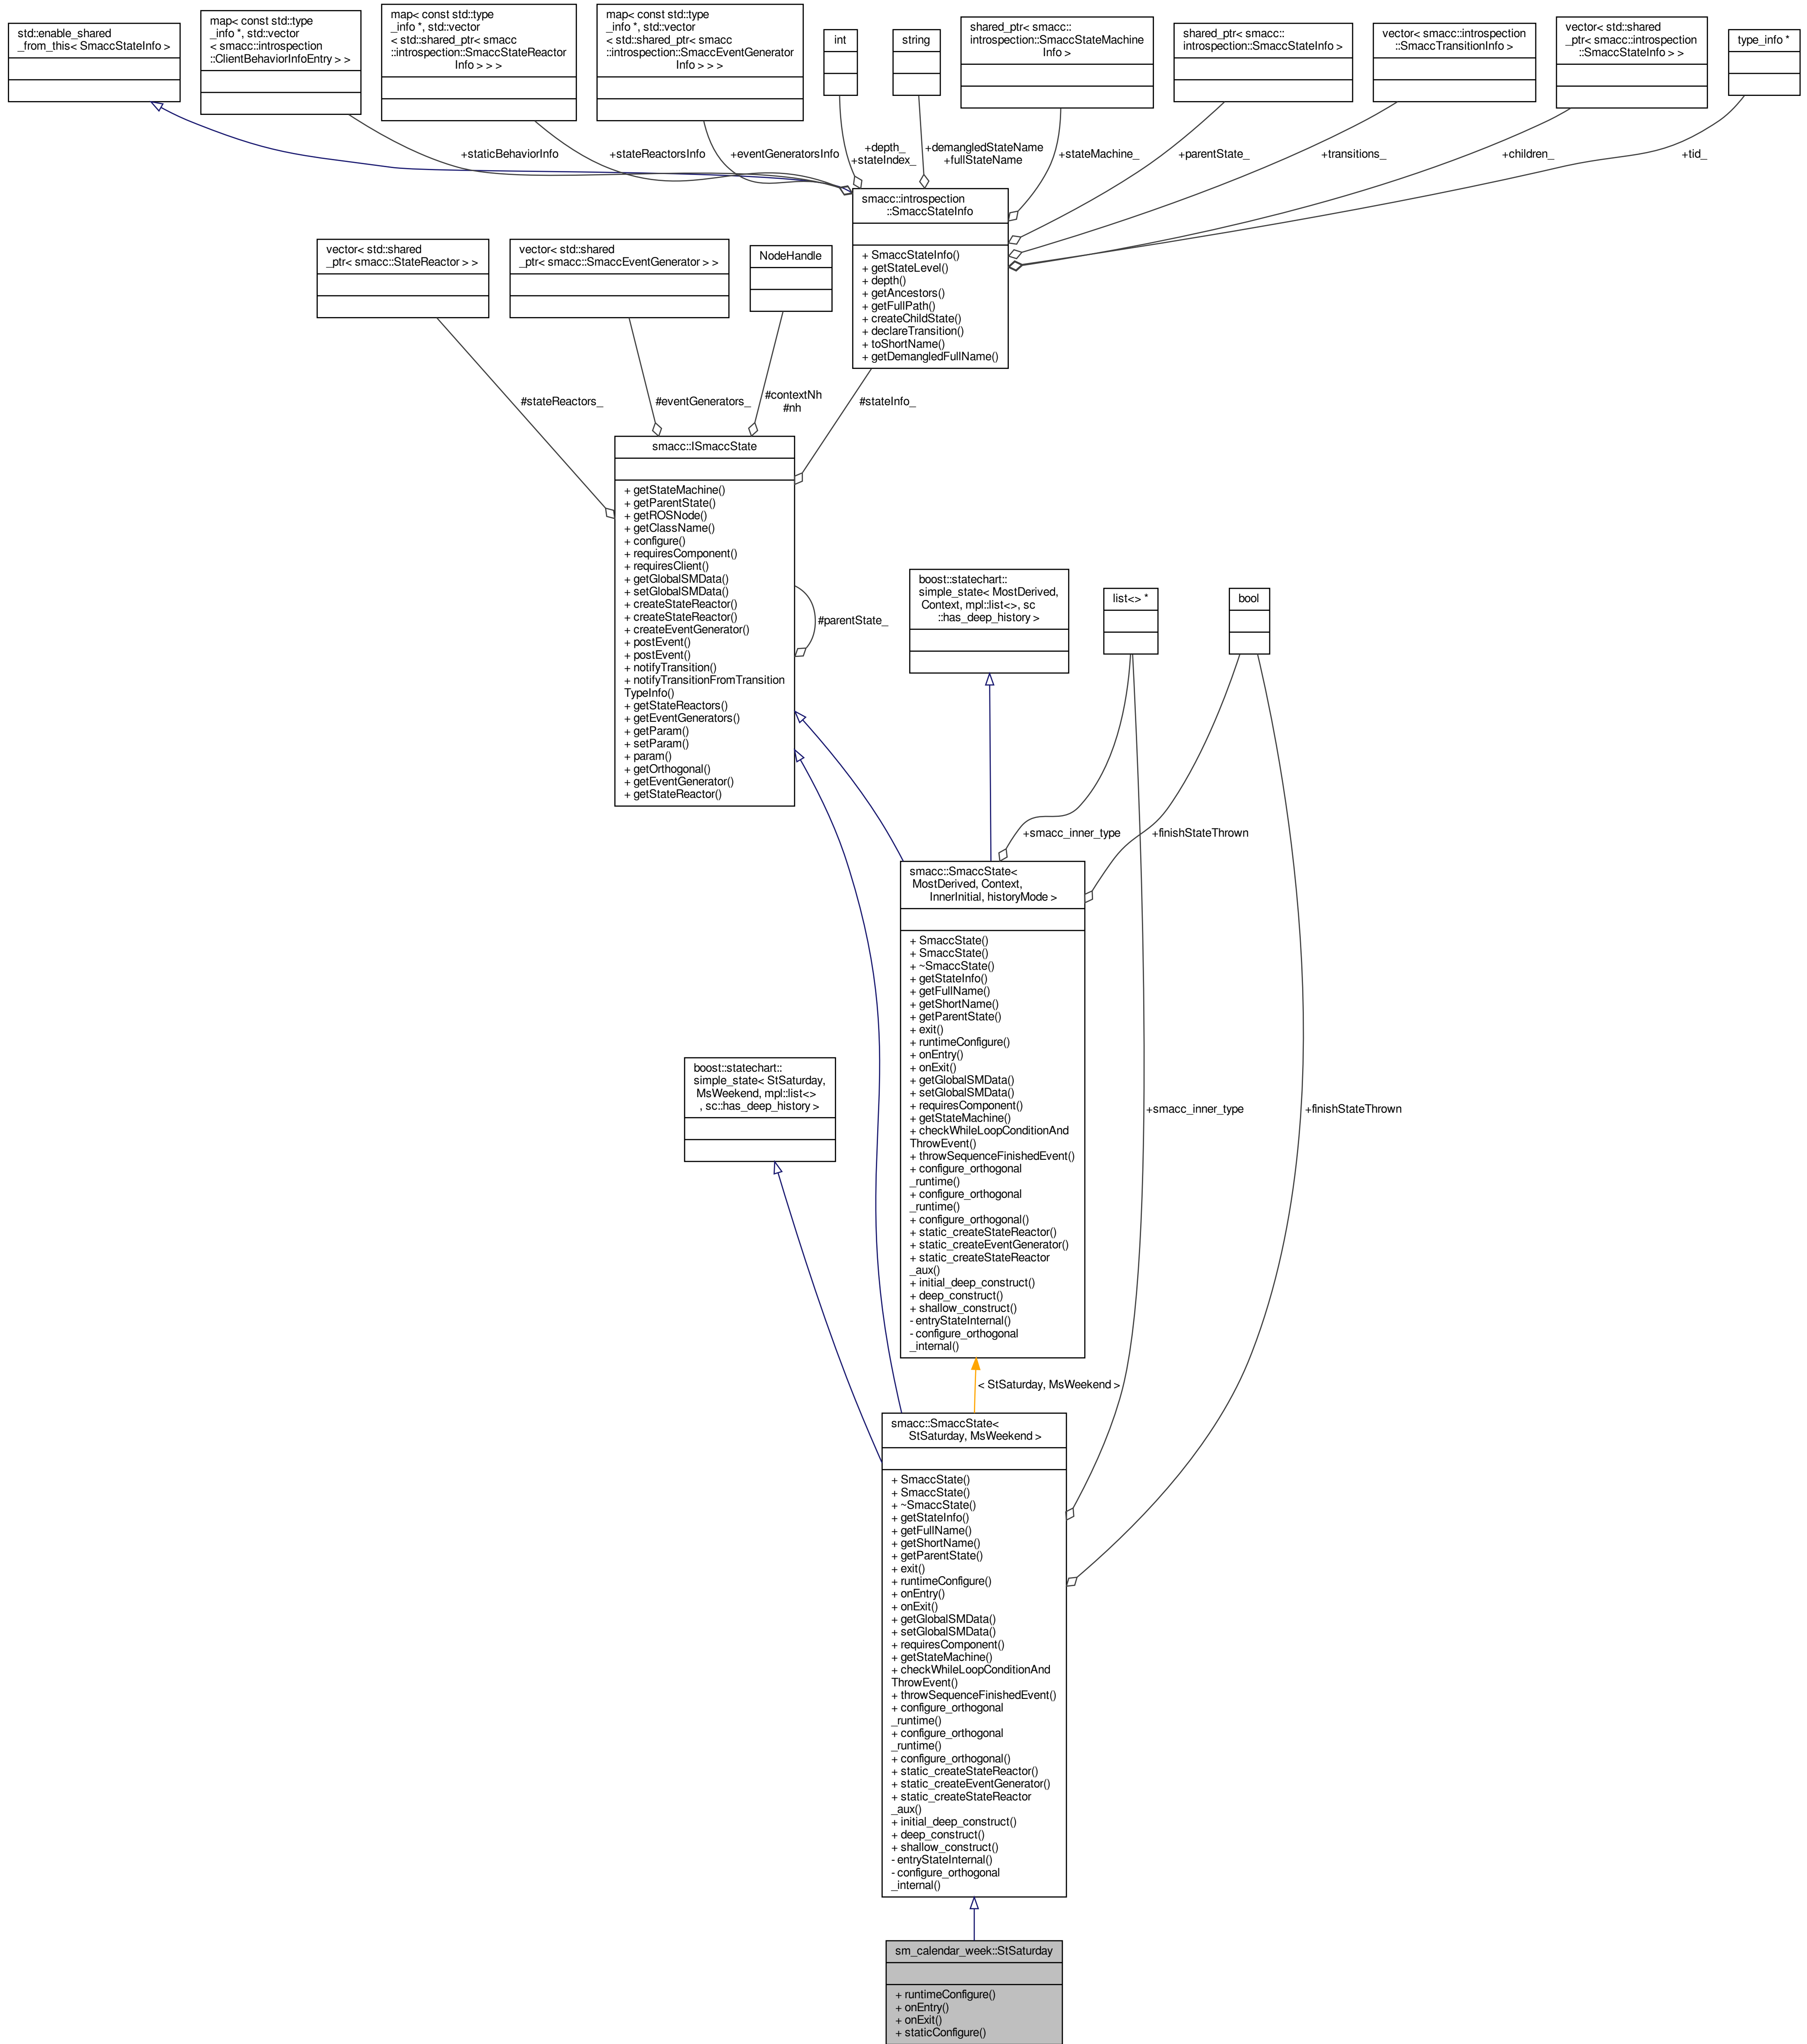 std::enable_shared
_from_this< SmaccStateInfo >
map< const std::type
_info *, std::vector
< smacc::introspection
::ClientBehaviorInfoEntry > >
map< const std::type
_info *, std::vector
< std::shared_ptr< smacc
::introspection::SmaccStateReactor
Info > > >
map< const std::type
_info *, std::vector
< std::shared_ptr< smacc
::introspection::SmaccEventGenerator
Info > > >
int
string
shared_ptr< smacc::
introspection::SmaccStateMachine
Info >
shared_ptr< smacc::
introspection::SmaccStateInfo >
vector< smacc::introspection
::SmaccTransitionInfo >
vector< std::shared
_ptr< smacc::introspection
::SmaccStateInfo > >
type_info *
+staticBehaviorInfo
+stateReactorsInfo
+eventGeneratorsInfo
+depth_
+stateIndex_
+demangledStateName
+fullStateName
+stateMachine_
+parentState_
+transitions_
+children_
+tid_
smacc::introspection
::SmaccStateInfo
+ SmaccStateInfo()
+ getStateLevel()
+ depth()
+ getAncestors()
+ getFullPath()
+ createChildState()
+ declareTransition()
+ toShortName()
+ getDemangledFullName()
vector< std::shared
_ptr< smacc::StateReactor > >
vector< std::shared
_ptr< smacc::SmaccEventGenerator > >
NodeHandle
#stateReactors_
#eventGenerators_
#contextNh
#nh
#stateInfo_
smacc::ISmaccState
+ getStateMachine()
+ getParentState()
+ getROSNode()
+ getClassName()
+ configure()
+ requiresComponent()
+ requiresClient()
+ getGlobalSMData()
+ setGlobalSMData()
+ createStateReactor()
+ createStateReactor()
+ createEventGenerator()
+ postEvent()
+ postEvent()
+ notifyTransition()
+ notifyTransitionFromTransition
TypeInfo()
+ getStateReactors()
+ getEventGenerators()
+ getParam()
+ setParam()
+ param()
+ getOrthogonal()
+ getEventGenerator()
+ getStateReactor()
#parentState_
boost::statechart::
simple_state< MostDerived,
Context, mpl::list<>, sc
::has_deep_history >
list<> *
bool
+smacc_inner_type
+finishStateThrown
smacc::SmaccState<
MostDerived, Context,
InnerInitial, historyMode >
+ SmaccState()
+ SmaccState()
+ ~SmaccState()
+ getStateInfo()
+ getFullName()
+ getShortName()
+ getParentState()
+ exit()
+ runtimeConfigure()
+ onEntry()
+ onExit()
+ getGlobalSMData()
+ setGlobalSMData()
+ requiresComponent()
+ getStateMachine()
+ checkWhileLoopConditionAnd
ThrowEvent()
+ throwSequenceFinishedEvent()
+ configure_orthogonal
_runtime()
+ configure_orthogonal
_runtime()
+ configure_orthogonal()
+ static_createStateReactor()
+ static_createEventGenerator()
+ static_createStateReactor
_aux()
+ initial_deep_construct()
+ deep_construct()
+ shallow_construct()
- entryStateInternal()
- configure_orthogonal
_internal()
boost::statechart::
simple_state< StSaturday,
MsWeekend, mpl::list<>
, sc::has_deep_history >
+smacc_inner_type
+finishStateThrown
< StSaturday, MsWeekend >
smacc::SmaccState<
StSaturday, MsWeekend >
+ SmaccState()
+ SmaccState()
+ ~SmaccState()
+ getStateInfo()
+ getFullName()
+ getShortName()
+ getParentState()
+ exit()
+ runtimeConfigure()
+ onEntry()
+ onExit()
+ getGlobalSMData()
+ setGlobalSMData()
+ requiresComponent()
+ getStateMachine()
+ checkWhileLoopConditionAnd
ThrowEvent()
+ throwSequenceFinishedEvent()
+ configure_orthogonal
_runtime()
+ configure_orthogonal
_runtime()
+ configure_orthogonal()
+ static_createStateReactor()
+ static_createEventGenerator()
+ static_createStateReactor
_aux()
+ initial_deep_construct()
+ deep_construct()
+ shallow_construct()
- entryStateInternal()
- configure_orthogonal
_internal()
sm_calendar_week::StSaturday
+ runtimeConfigure()
+ onEntry()
+ onExit()
+ staticConfigure()